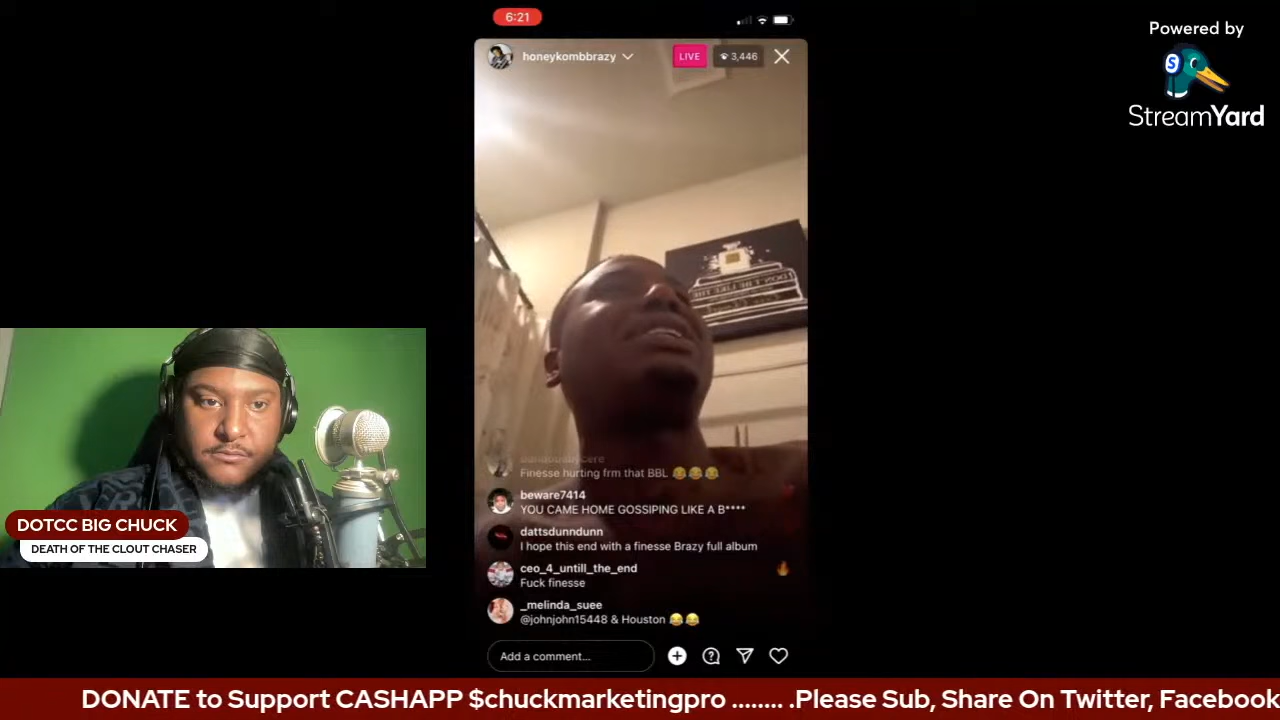 6:21
honeykombbrazy
LIVE
3,446
Powered by
StreamYard
Finesse hurting frm that BBL 😂😂😂
beware7414
YOU CAME HOME GOSSIPING LIKE A B****
dattsdunndunn
I hope this end with a finesse Brazy full album
ceo_4_untill_the_end
Fuck finesse
_melinda_suee
@johnjohn15448 & Houston 😂😂
Add a comment...
DOTCC BIG CHUCK
DEATH OF THE CLOUT CHASER
DONATE to Support CASHAPP $chuckmarketingpro ........ .Please Sub, Share On Twitter, Facebook